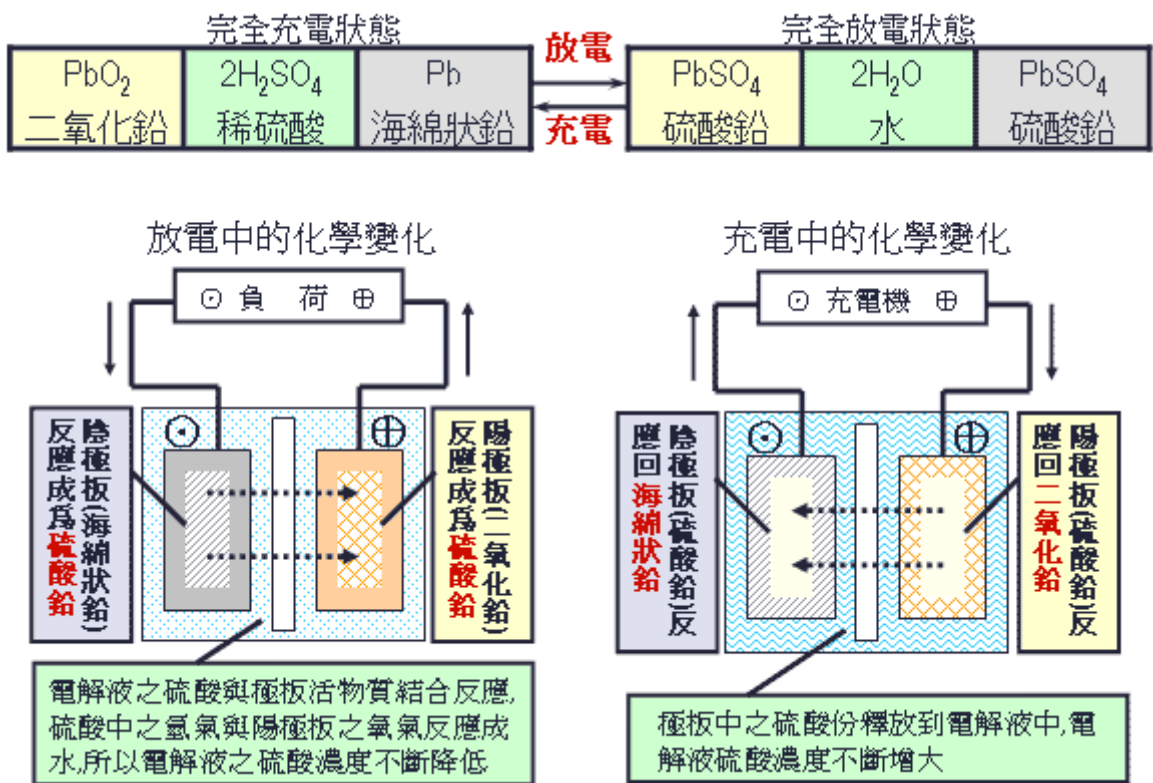 完全充電狀態
完全放電狀態
PbO₂
2H₂SO₄
Pb
放電
PbSO₄
2H₂O
PbSO₄
二氧化鉛
稀硫酸
海綿狀鉛
充電
硫酸鉛
水
硫酸鉛
放電中的化學變化
⊙ 負 荷 ⊕
陰極板(海綿狀鉛)
反應成爲硫酸鉛
⊙
⊕
陽極板(二氧化鉛)
反應成爲硫酸鉛
電解液之硫酸與極板活物質結合反應,
硫酸中之氫氣與陽極板之氧氣反應成
水,所以電解液之硫酸濃度不斷降低
充電中的化學變化
⊙ 充電機 ⊕
陰極板(硫酸鉛)反
應回海綿狀鉛
⊙
⊕
陽極板(硫酸鉛)反
應回二氧化鉛
極板中之硫酸份釋放到電解液中,電
解液硫酸濃度不斷增大